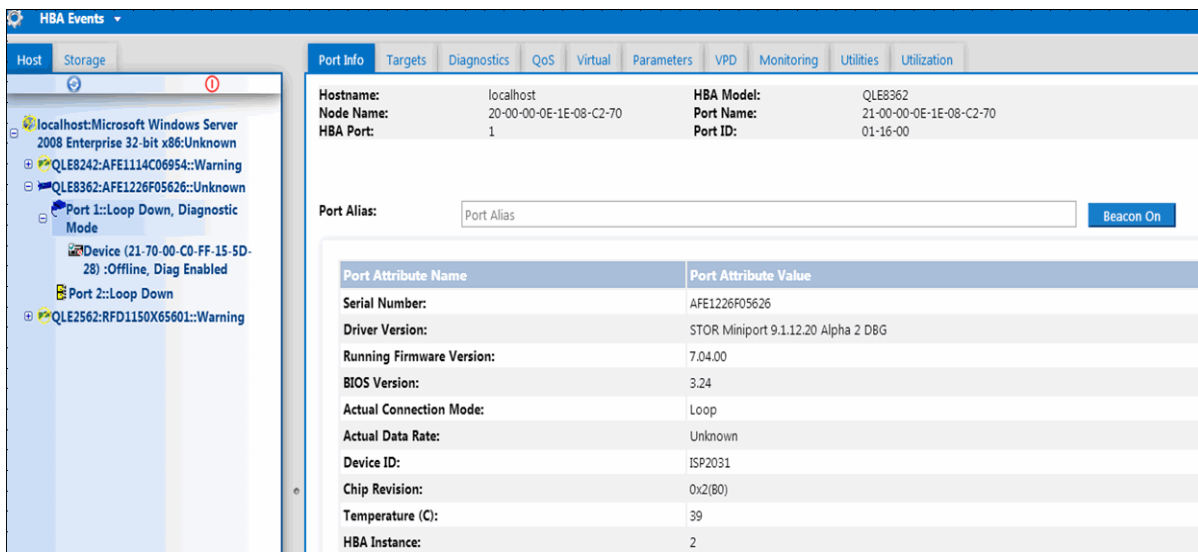 HBA Events
Host
Storage
localhost:Microsoft Windows Server
2008 Enterprise 32-bit x86:Unknown
QLE8242:AFE1114C06954::Warning
QLE8362:AFE1226F05626::Unknown
Port 1::Loop Down, Diagnostic
Mode
Device (21-70-00-C0-FF-15-5D-
28) :Offline, Diag Enabled
Port 2::Loop Down
QLE2562:RFD1150X65601::Warning
Port Info Targets Diagnostics QoS Virtual Parameters VPD Monitoring Utilities Utilization
Hostname: localhost HBA Model: QLE8362
Node Name: 20-00-00-0E-1E-08-C2-70 Port Name: 21-00-00-0E-1E-08-C2-70
HBA Port: 1 Port ID: 01-16-00
Port Alias: Port Alias Beacon On
Port Attribute Name Port Attribute Value
Serial Number: AFE1226F05626
Driver Version: STOR Miniport 9.1.12.20 Alpha 2 DBG
Running Firmware Version: 7.04.00
BIOS Version: 3.24
Actual Connection Mode: Loop
Actual Data Rate: Unknown
Device ID: ISP2031
Chip Revision: 0x2(B0)
Temperature (C): 39
HBA Instance: 2